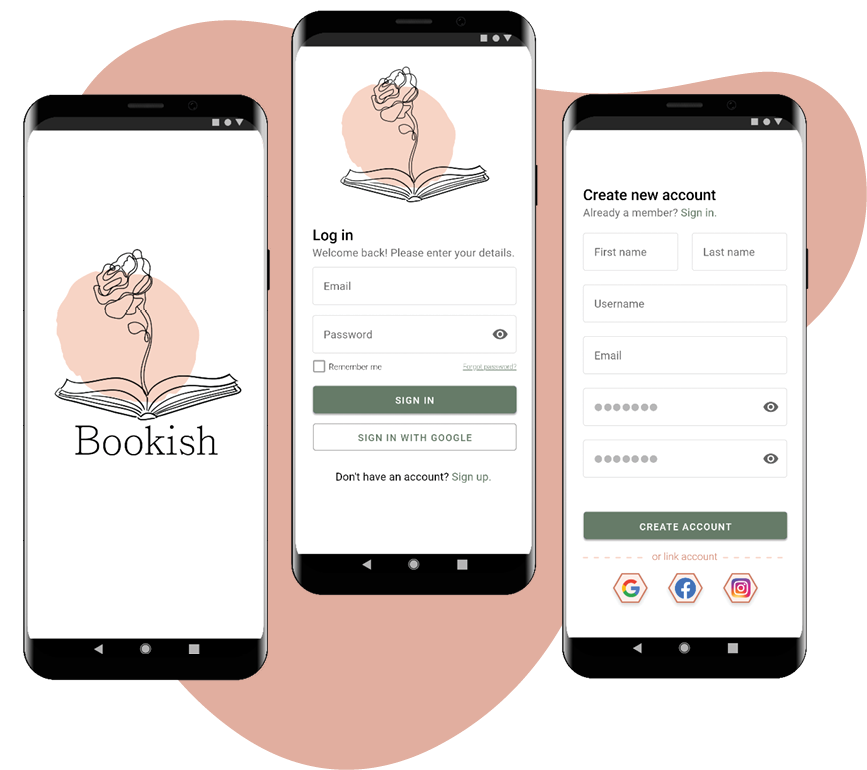 Bookish
Log in
Welcome back! Please enter your details.
Email
Password
Remember me
Forgot password?
SIGN IN
SIGN IN WITH GOOGLE
Don't have an account? Sign up.
Create new account
Already a member? Sign in.
First name
Last name
Username
Email
CREATE ACCOUNT
or link account